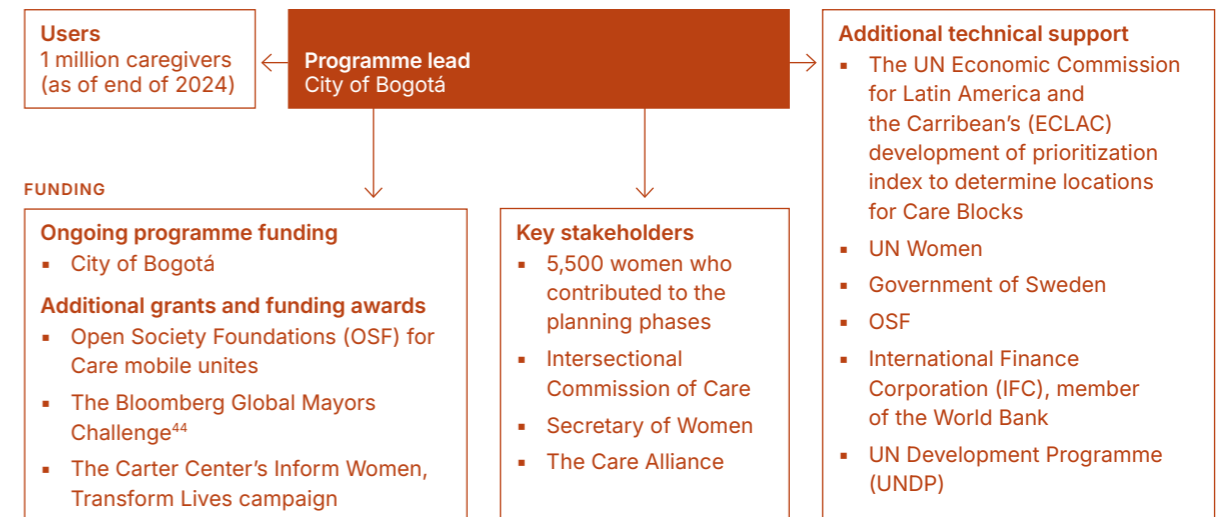 Users
1 million caregivers
(as of end of 2024)
Programme lead
City of Bogotá
FUNDING
Ongoing programme funding
▪ City of Bogotá
Additional grants and funding awards
▪ Open Society Foundations (OSF) for
Care mobile unites
▪ The Bloomberg Global Mayors
Challenge⁴⁴
▪ The Carter Center’s Inform Women,
Transform Lives campaign
Key stakeholders
▪ 5,500 women who
contributed to the
planning phases
▪ Intersectional
Commission of Care
▪ Secretary of Women
▪ The Care Alliance
Additional technical support
▪ The UN Economic Commission
for Latin America and
the Carribean’s (ECLAC)
development of prioritization
index to determine locations
for Care Blocks
▪ UN Women
▪ Government of Sweden
▪ OSF
▪ International Finance
Corporation (IFC), member
of the World Bank
▪ UN Development Programme
(UNDP)